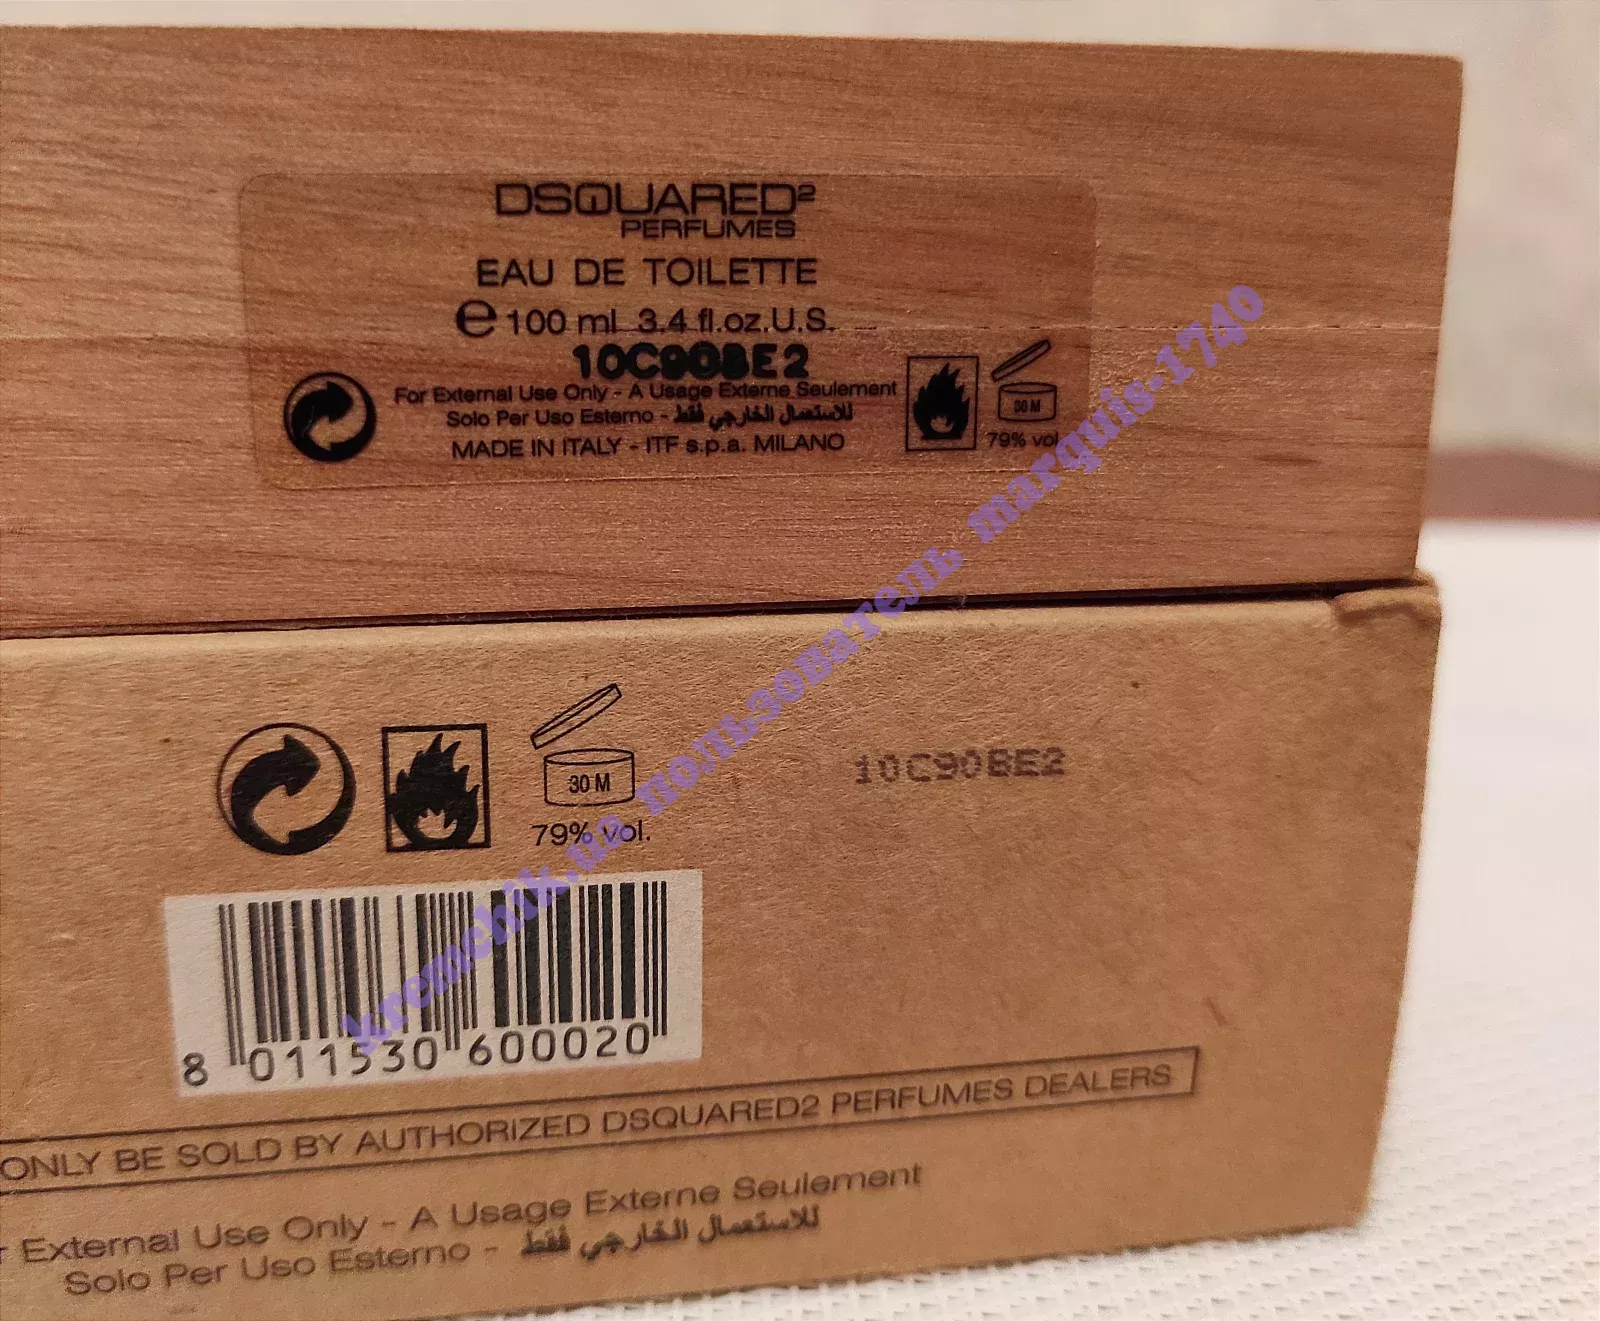 DSQUARED²
PERFUMES
EAU DE TOILETTE
e 100 ml 3.4 fl.oz.U.S.
10C90BE2
For External Use Only - A Usage Externe Seulement
Solo Per Uso Esterno - للاستعمال الخارجي فقط
MADE IN ITALY - ITF s.p.a. MILANO
30 M
79% vol
30 M
79% vol.
10C90BE2
8 011530 600020
ONLY BE SOLD BY AUTHORIZED DSQUARED2 PERFUMES DEALERS
External Use Only - A Usage Externe Seulement
Solo Per Uso Esterno - للاستعمال الخارجي فقط
kremchik.ua пользователь marquis-1740